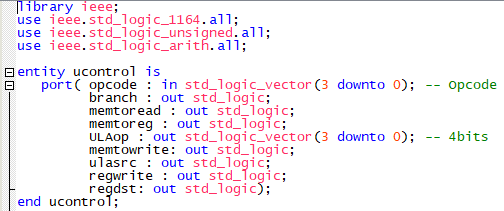 library ieee;
use ieee.std_logic_1164.all;
use ieee.std_logic_unsigned.all;
use ieee.std_logic_arith.all;
entity ucontrol is
port( opcode : in std_logic_vector(3 downto 0); -- Opcode
branch : out std_logic;
memtoread : out std_logic;
memtoreg : out std_logic;
ULAop : out std_logic_vector(3 downto 0); -- 4bits
memtowrite: out std_logic;
ulasrc : out std_logic;
regwrite : out std_logic;
regdst: out std_logic);
end ucontrol;